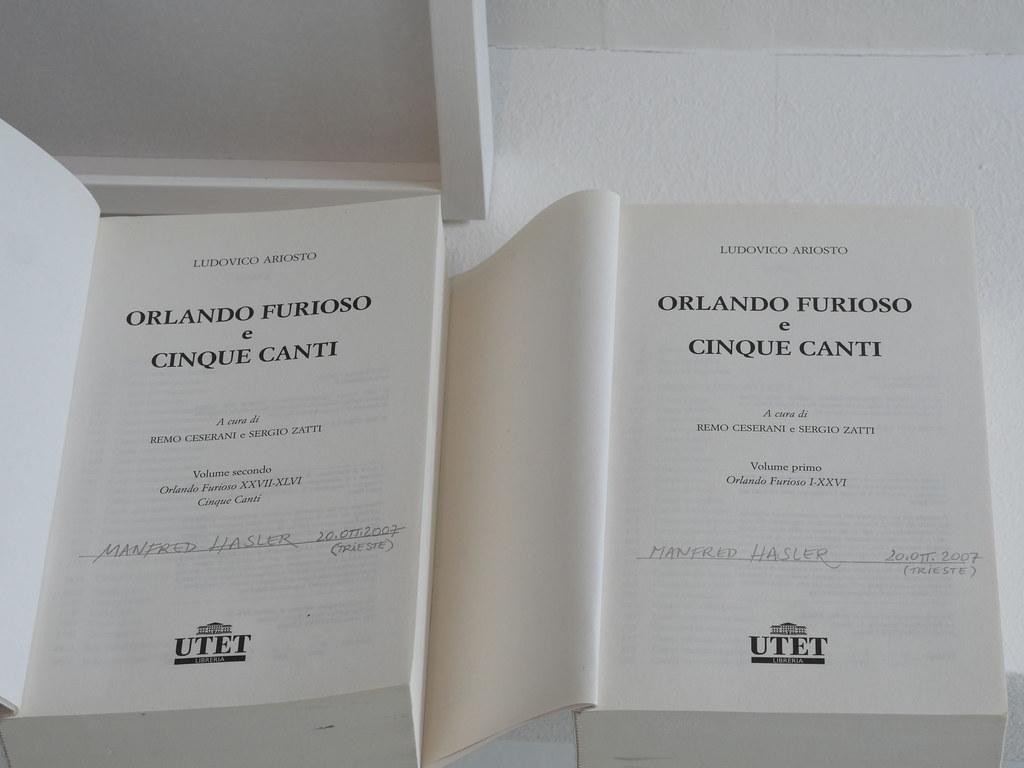 LUDOVICO ARIOSTO
ORLANDO FURIOSO
e
CINQUE CANTI
A cura di
REMO CESERANI e SERGIO ZATTI
Volume secondo
Orlando Furioso XXVII-XLVI
Cinque Canti
MANFRED HASLER 20.OTT.2007
(TRIESTE)
UTET
LIBRERIA
LUDOVICO ARIOSTO
ORLANDO FURIOSO
e
CINQUE CANTI
A cura di
REMO CESERANI e SERGIO ZATTI
Volume primo
Orlando Furioso I-XXVI
MANFRED HASLER 20.OTT. 2007
(TRIESTE)
UTET
LIBRERIA